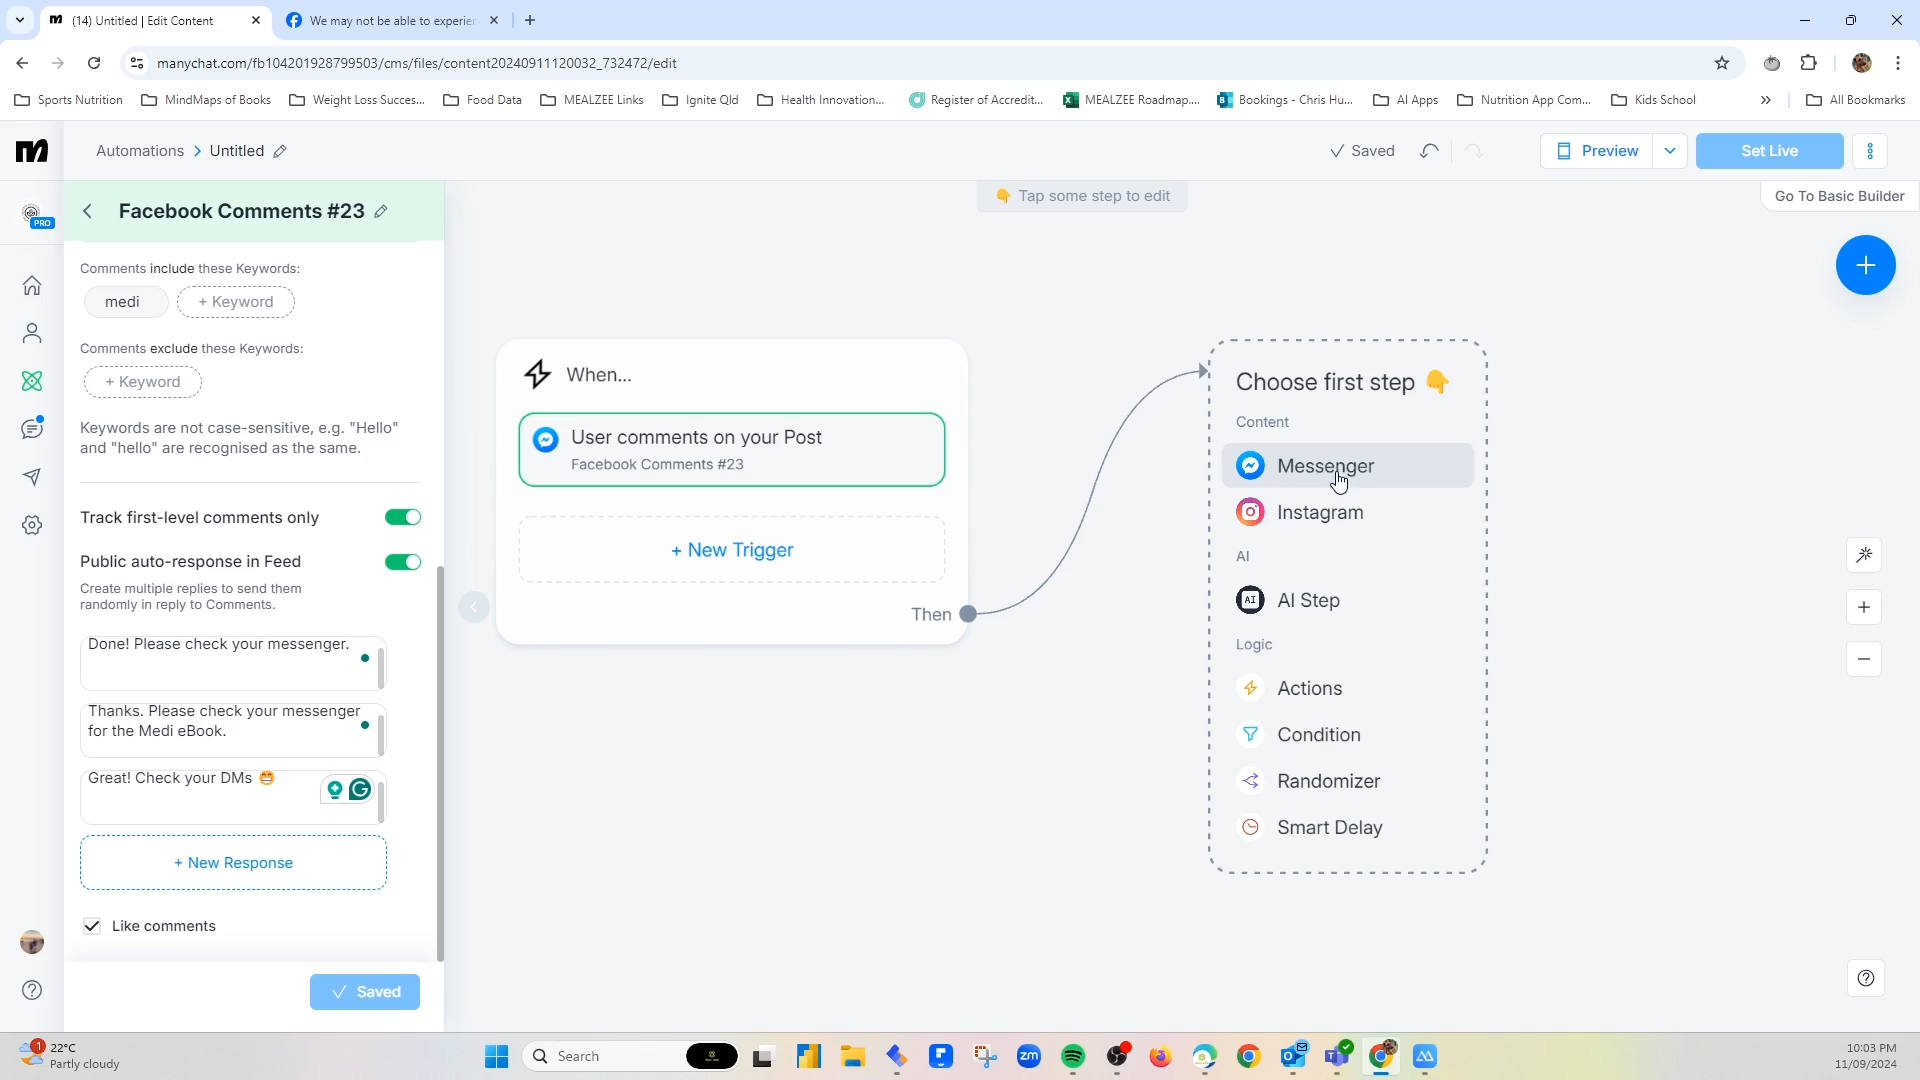 (14) Untitled | Edit Content
We may not be able to experien
manychat.com/fb104201928799503/cms/files/content20240911120032_732472/edit
Sports Nutrition
MindMaps of Books
Weight Loss Succes...
Food Data
MEALZEE Links
Ignite Qld
Health Innovation...
Register of Accredit...
MEALZEE Roadmap....
Bookings - Chris Hu...
AI Apps
Nutrition App Com...
Kids School
»
All Bookmarks
Automations > Untitled
Saved
Preview
Set Live
PRO
Facebook Comments #23
👇 Tap some step to edit
Go To Basic Builder
Comments include these Keywords:
medi
+ Keyword
Comments exclude these Keywords:
+ Keyword
Keywords are not case-sensitive, e.g. "Hello"
and "hello" are recognised as the same.
Track first-level comments only
Public auto-response in Feed
Create multiple replies to send them
randomly in reply to Comments.
Done! Please check your messenger.
Thanks. Please check your messenger
for the Medi eBook.
Great! Check your DMs 😁
+ New Response
Like comments
Saved
When...
User comments on your Post
Facebook Comments #23
+ New Trigger
Then
Choose first step 👇
Content
Messenger
Instagram
AI
AI
AI Step
Logic
Actions
Condition
Randomizer
Smart Delay
1
22°C
Partly cloudy
Search
zm
10:03 PM
11/09/2024